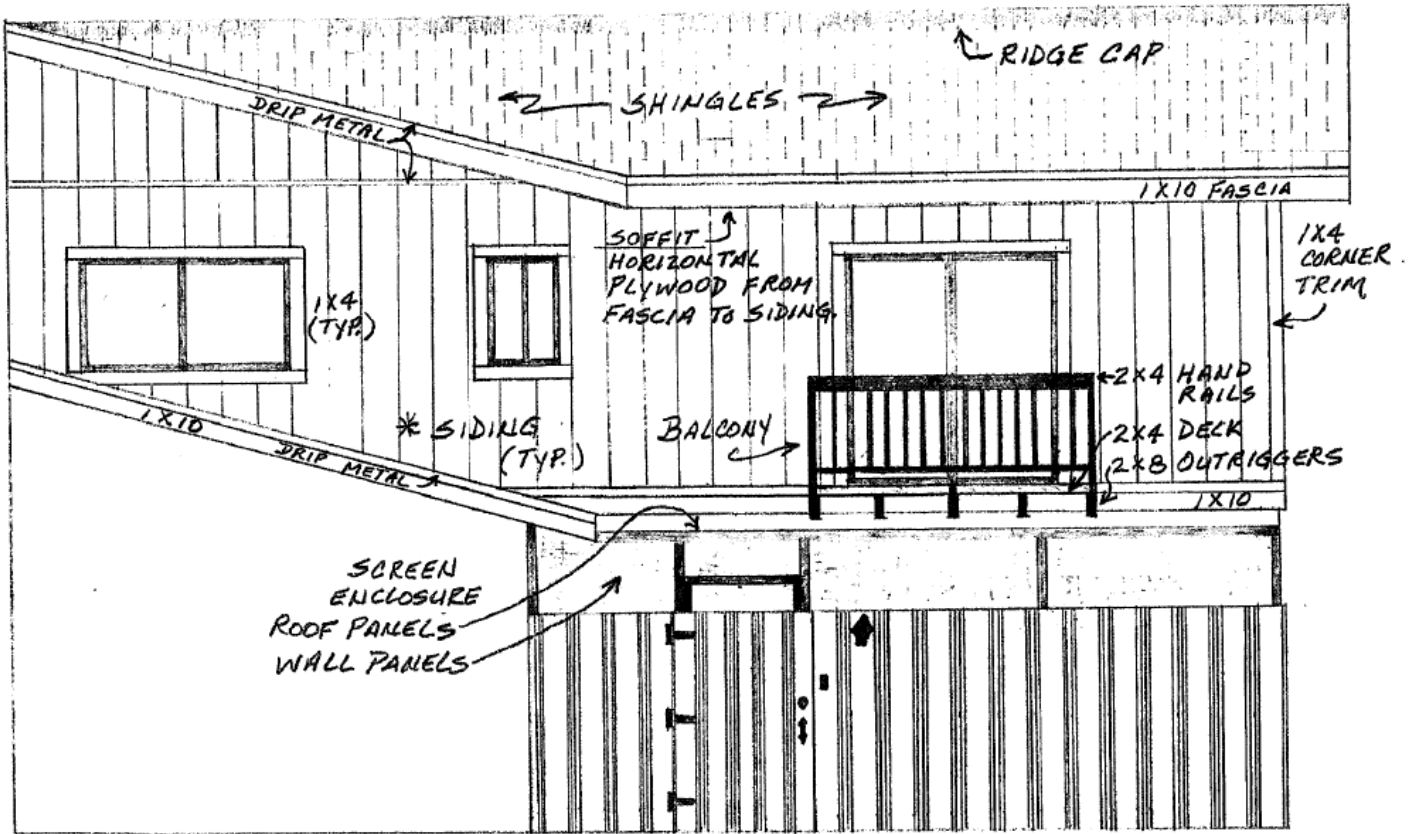 RIDGE CAP
SHINGLES
DRIP METAL
1X10 FASCIA
SOFFIT
HORIZONTAL
PLYWOOD FROM
FASCIA TO SIDING.
1X4
CORNER
TRIM
1X4
(TYP.)
2X4 HAND
RAILS
1X10
* SIDING
(TYP.)
BALCONY
2X4 DECK
DRIP METAL
2X8 OUTRIGGERS
1X10
SCREEN
ENCLOSURE
ROOF PANELS
WALL PANELS